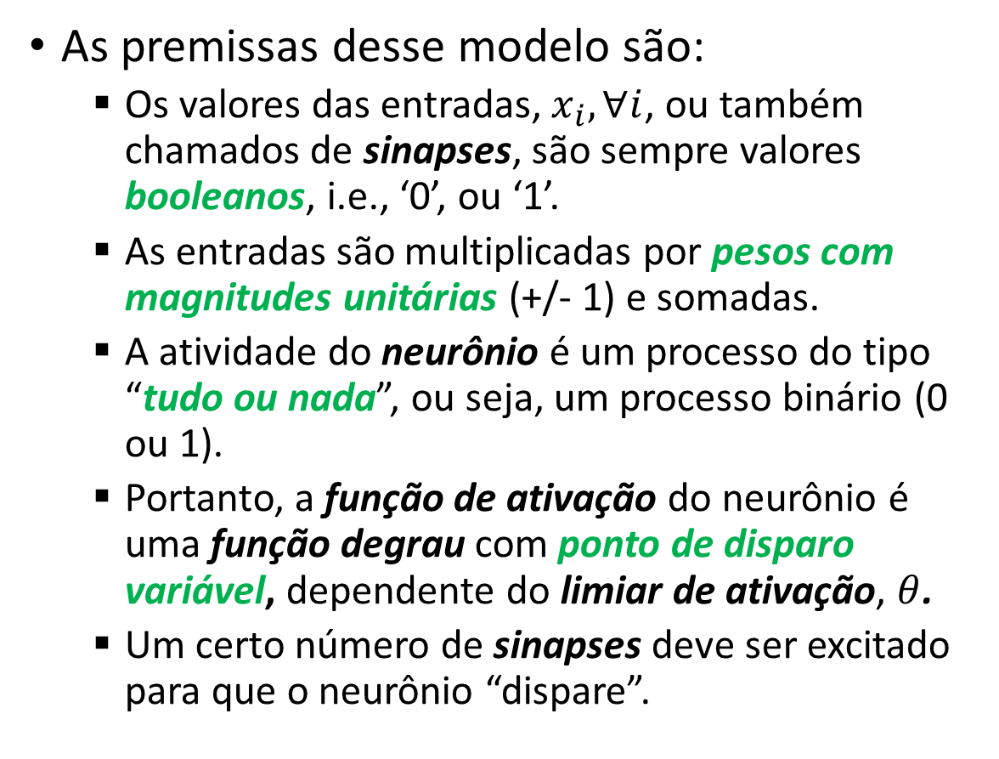 • As premissas desse modelo são:
▪ Os valores das entradas, 𝑥ᵢ, ∀𝑖, ou também
chamados de sinapses, são sempre valores
booleanos, i.e., ‘0’, ou ‘1’.
▪ As entradas são multiplicadas por pesos com
magnitudes unitárias (+/- 1) e somadas.
▪ A atividade do neurônio é um processo do tipo
“tudo ou nada”, ou seja, um processo binário (0
ou 1).
▪ Portanto, a função de ativação do neurônio é
uma função degrau com ponto de disparo
variável, dependente do limiar de ativação, 𝜃.
▪ Um certo número de sinapses deve ser excitado
para que o neurônio “dispare”.